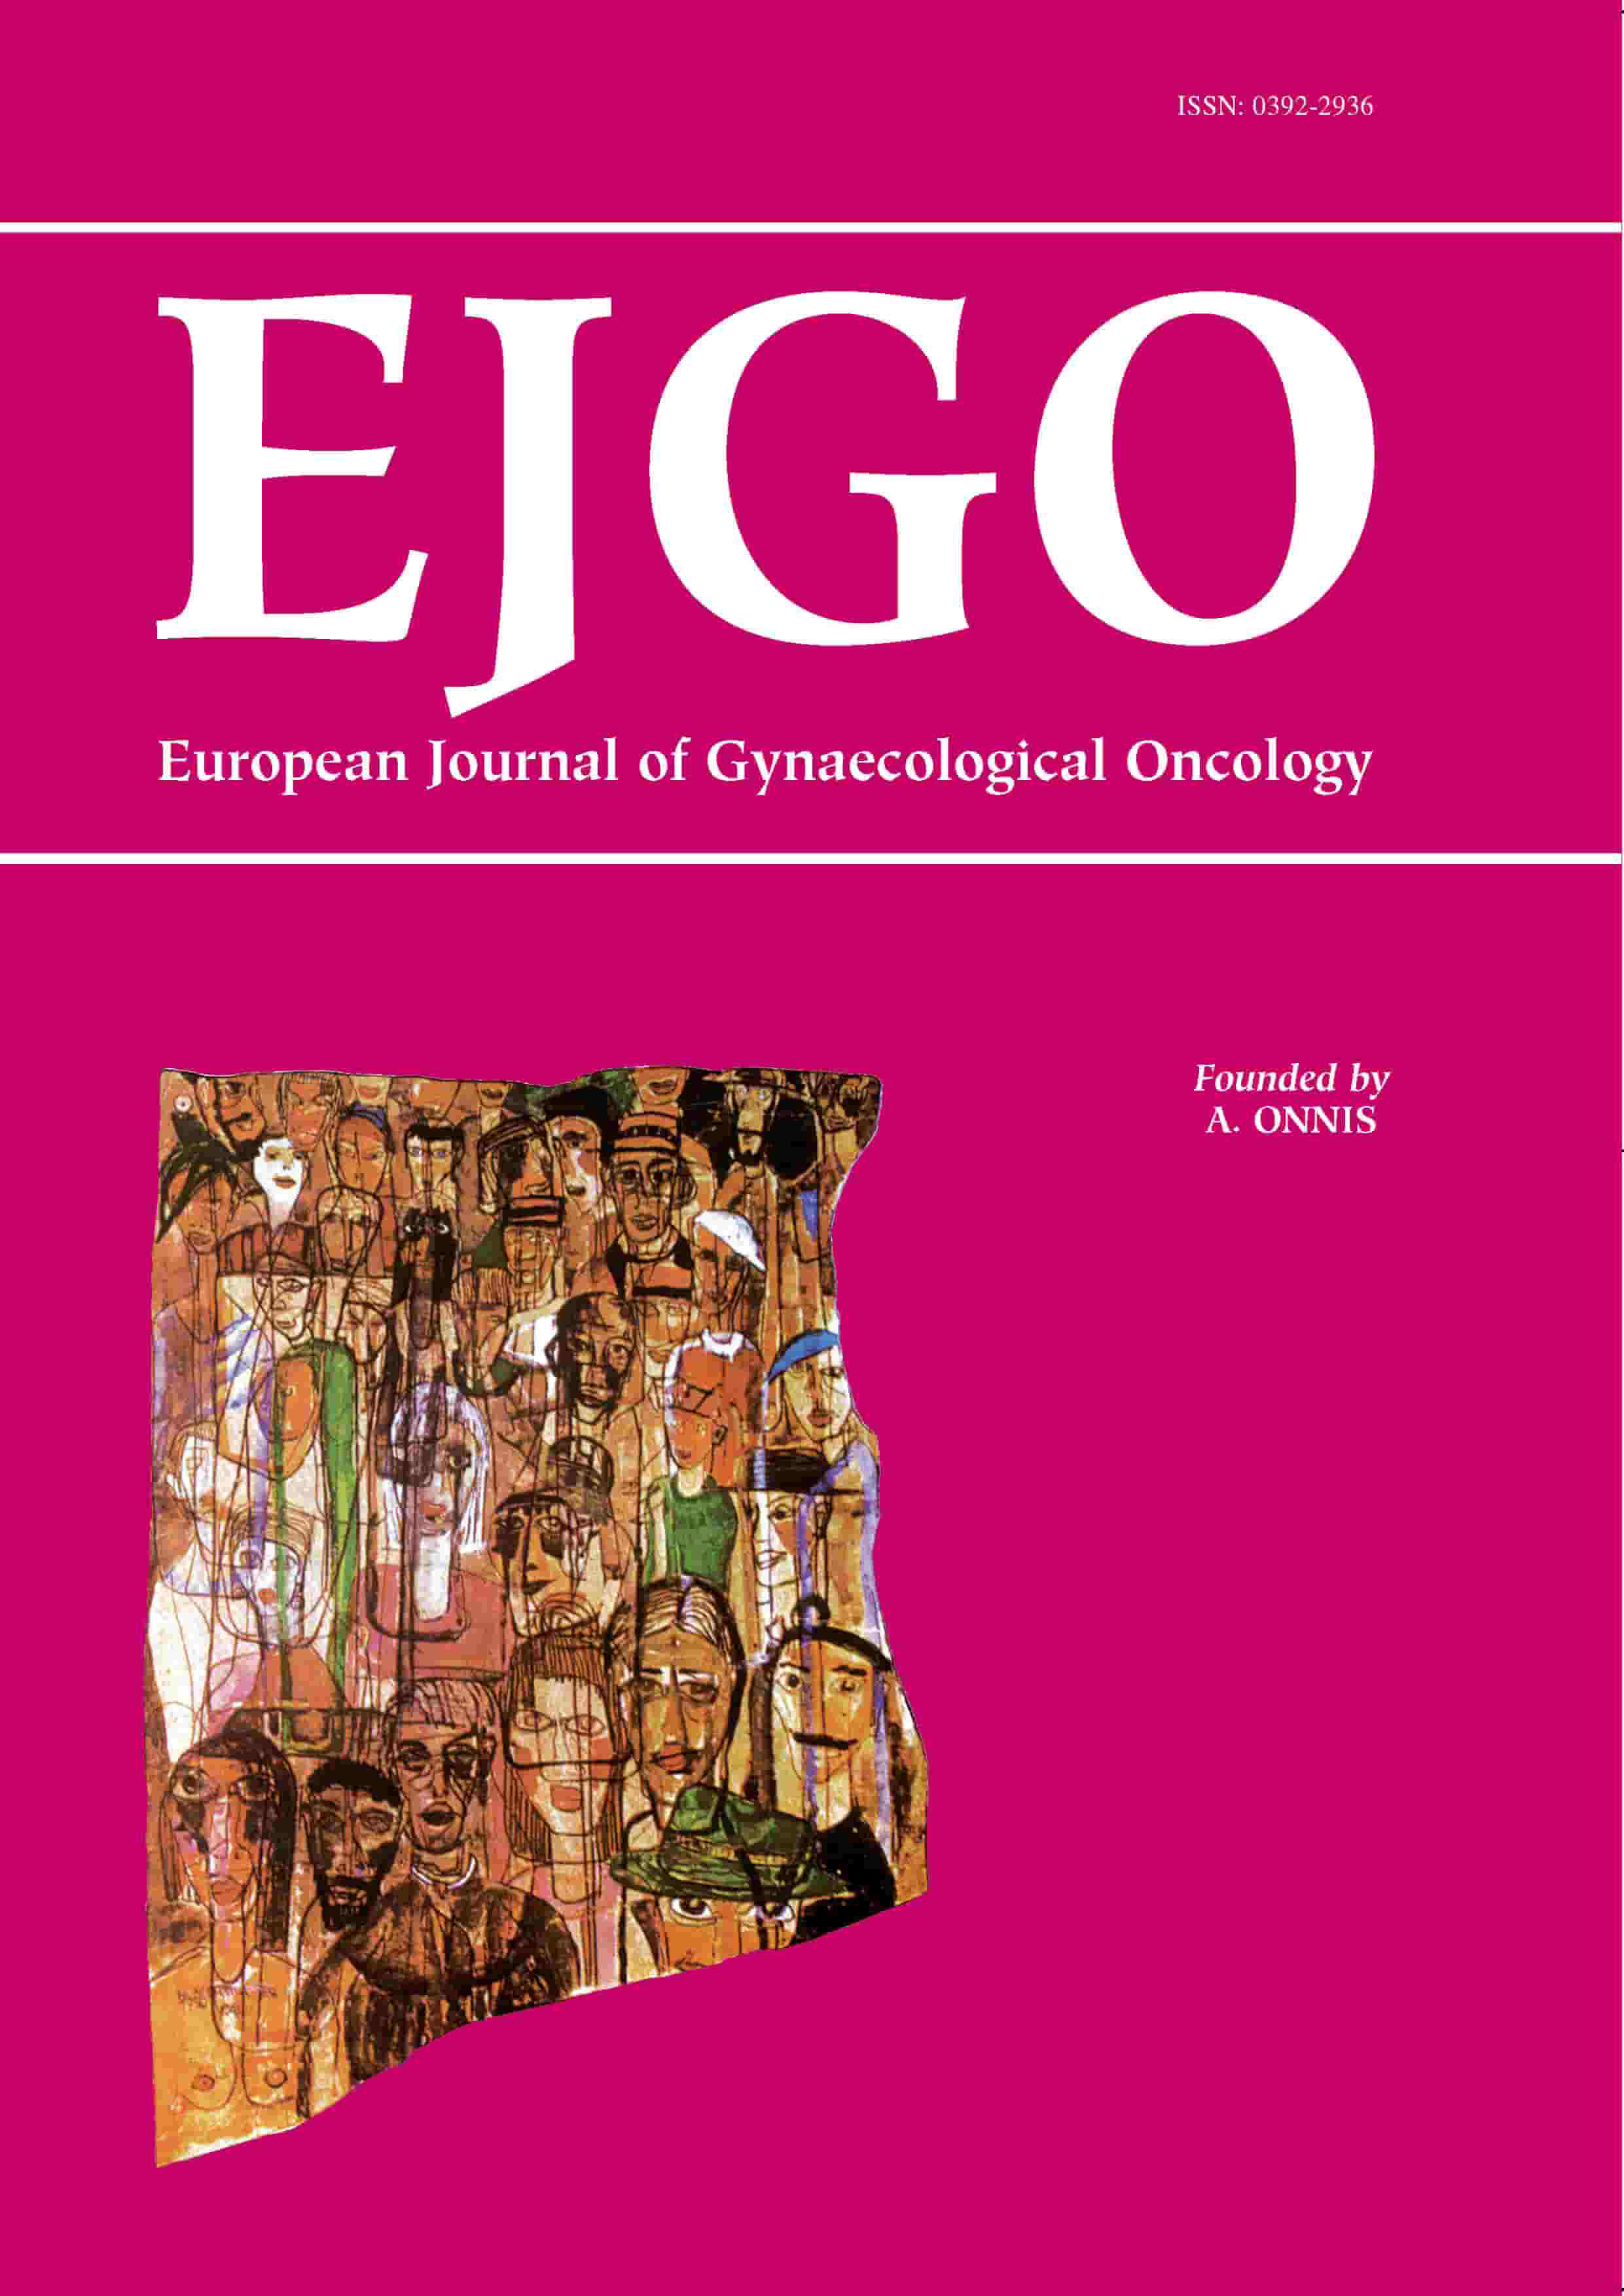 ISSN: 0392-2936
EJGO
European Journal of Gynaecological Oncology
Founded by
A. ONNIS